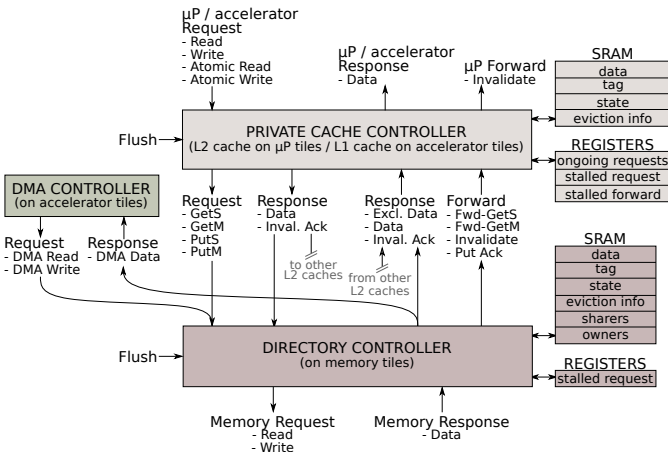 μP / accelerator
Request
- Read
- Write
- Atomic Read
- Atomic Write
μP / accelerator
Response
- Data
μP Forward
- Invalidate
SRAM
data
tag
state
eviction info
Flush
PRIVATE CACHE CONTROLLER
(L2 cache on μP tiles / L1 cache on accelerator tiles)
REGISTERS
ongoing requests
stalled request
stalled forward
DMA CONTROLLER
(on accelerator tiles)
Request
- DMA Read
- DMA Write
Response
- DMA Data
Request
- GetS
- GetM
- PutS
- PutM
Response
- Data
- Inval. Ack
to other
L2 caches
Response
- Excl. Data
- Data
- Inval. Ack
from other
L2 caches
Forward
- Fwd-GetS
- Fwd-GetM
- Invalidate
- Put Ack
SRAM
data
tag
state
eviction info
sharers
owners
Flush
DIRECTORY CONTROLLER
(on memory tiles)
REGISTERS
stalled request
Memory Request
- Read
- Write
Memory Response
- Data